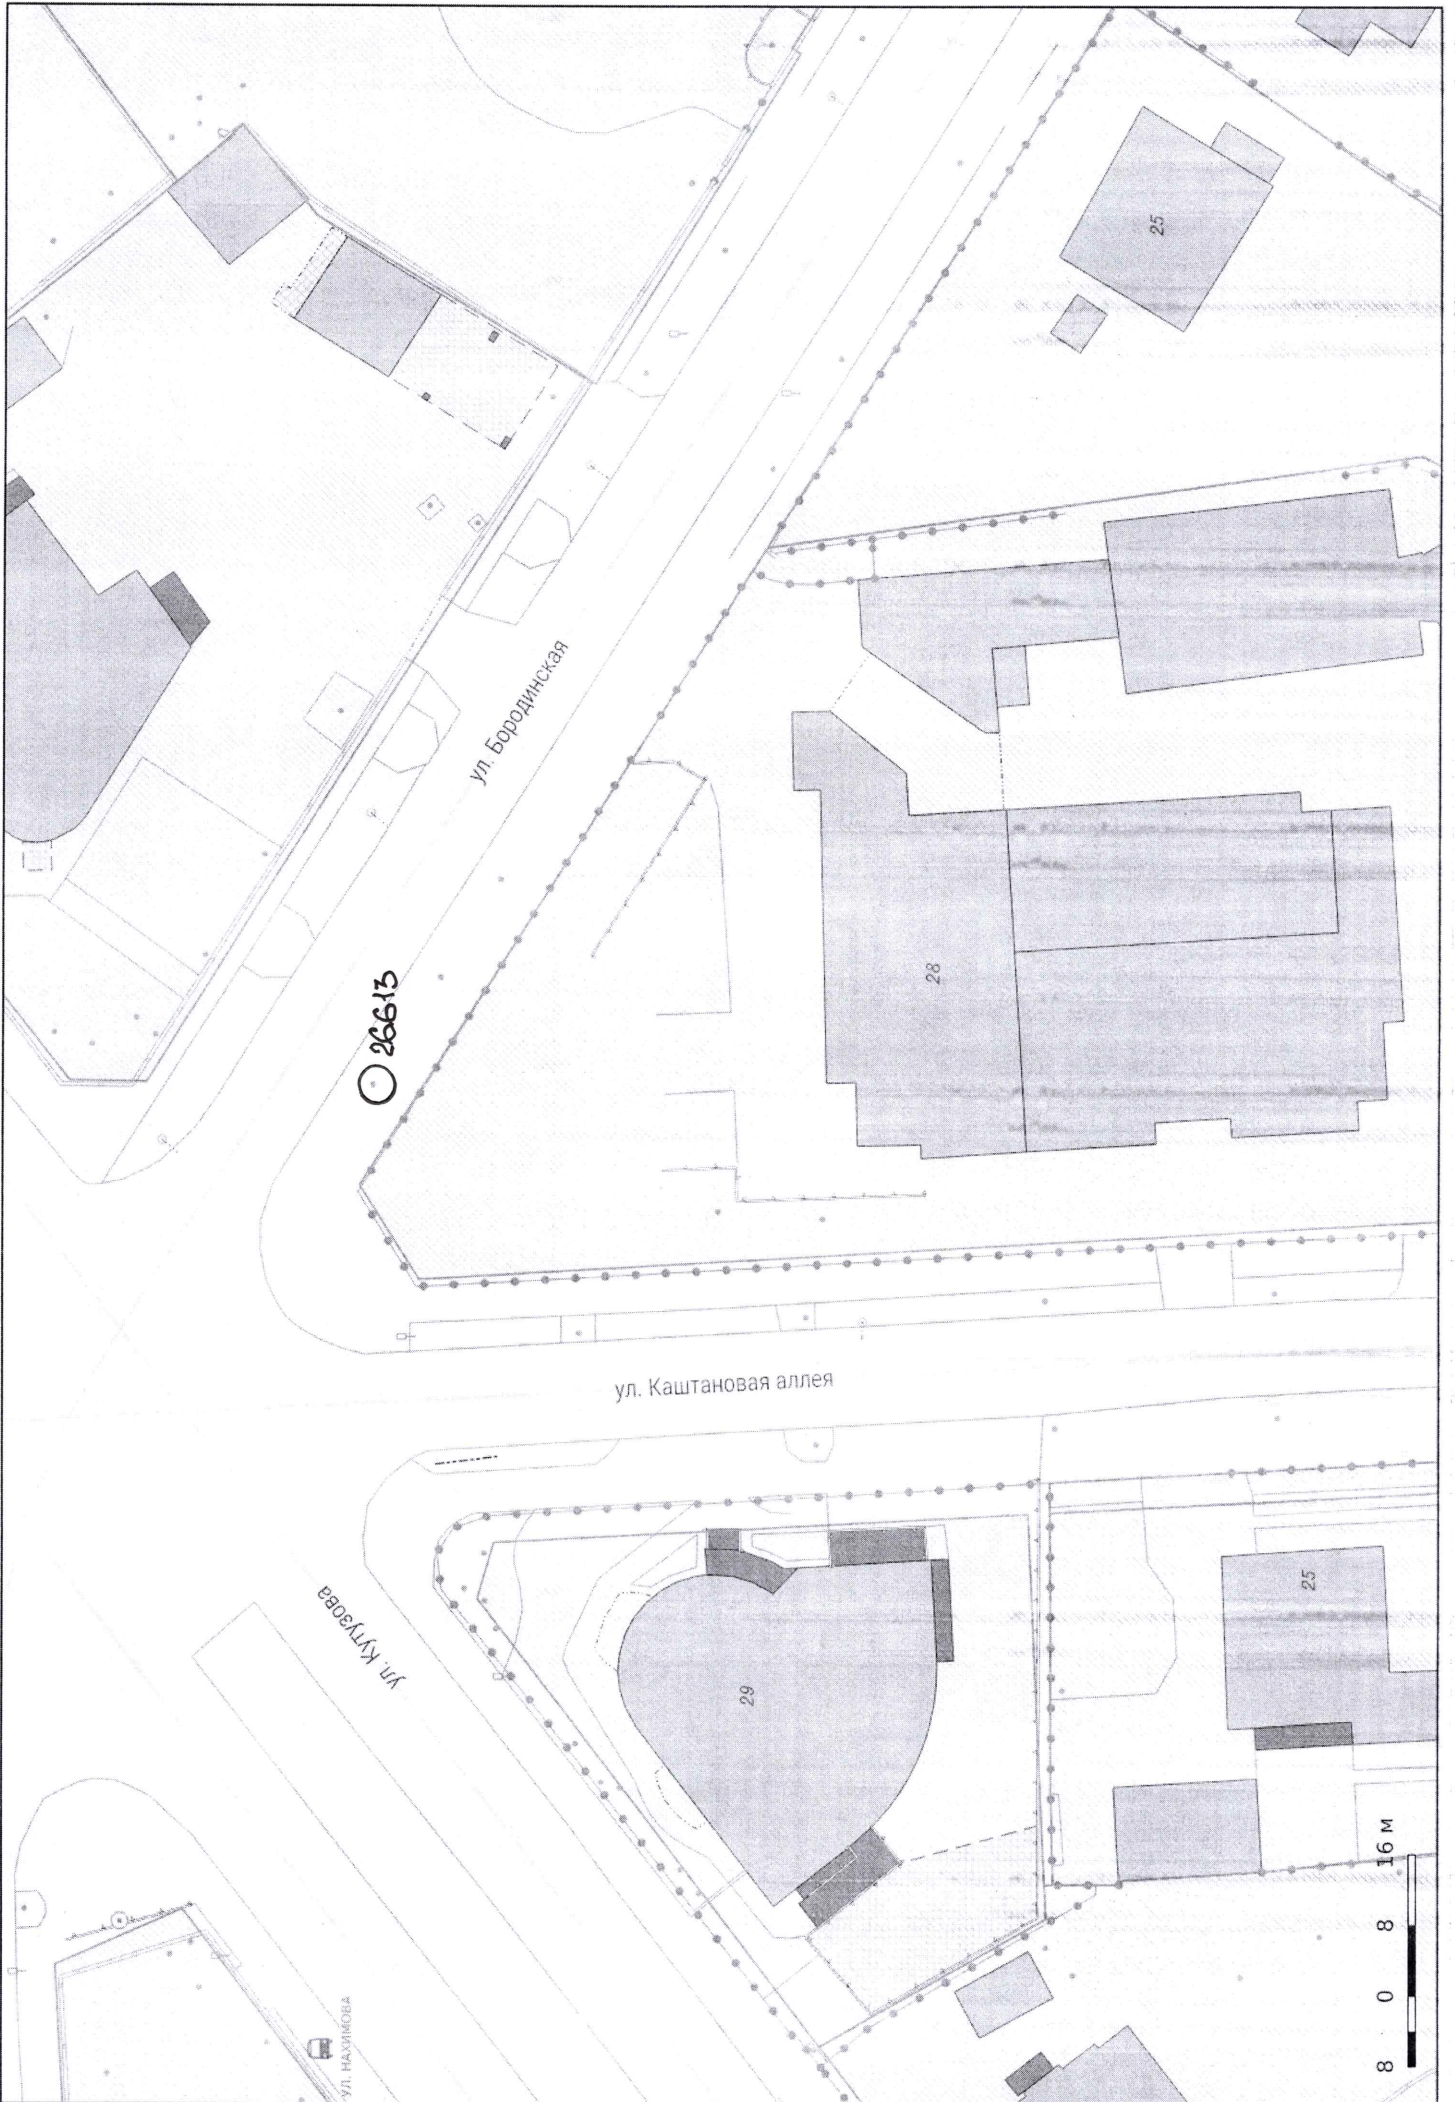 25
ул. Бородинская
28
26613
ул. Каштановая аллея
ул. Кутузова
25
29
УЛ. НАХИМОВА
8 0 8 16 м